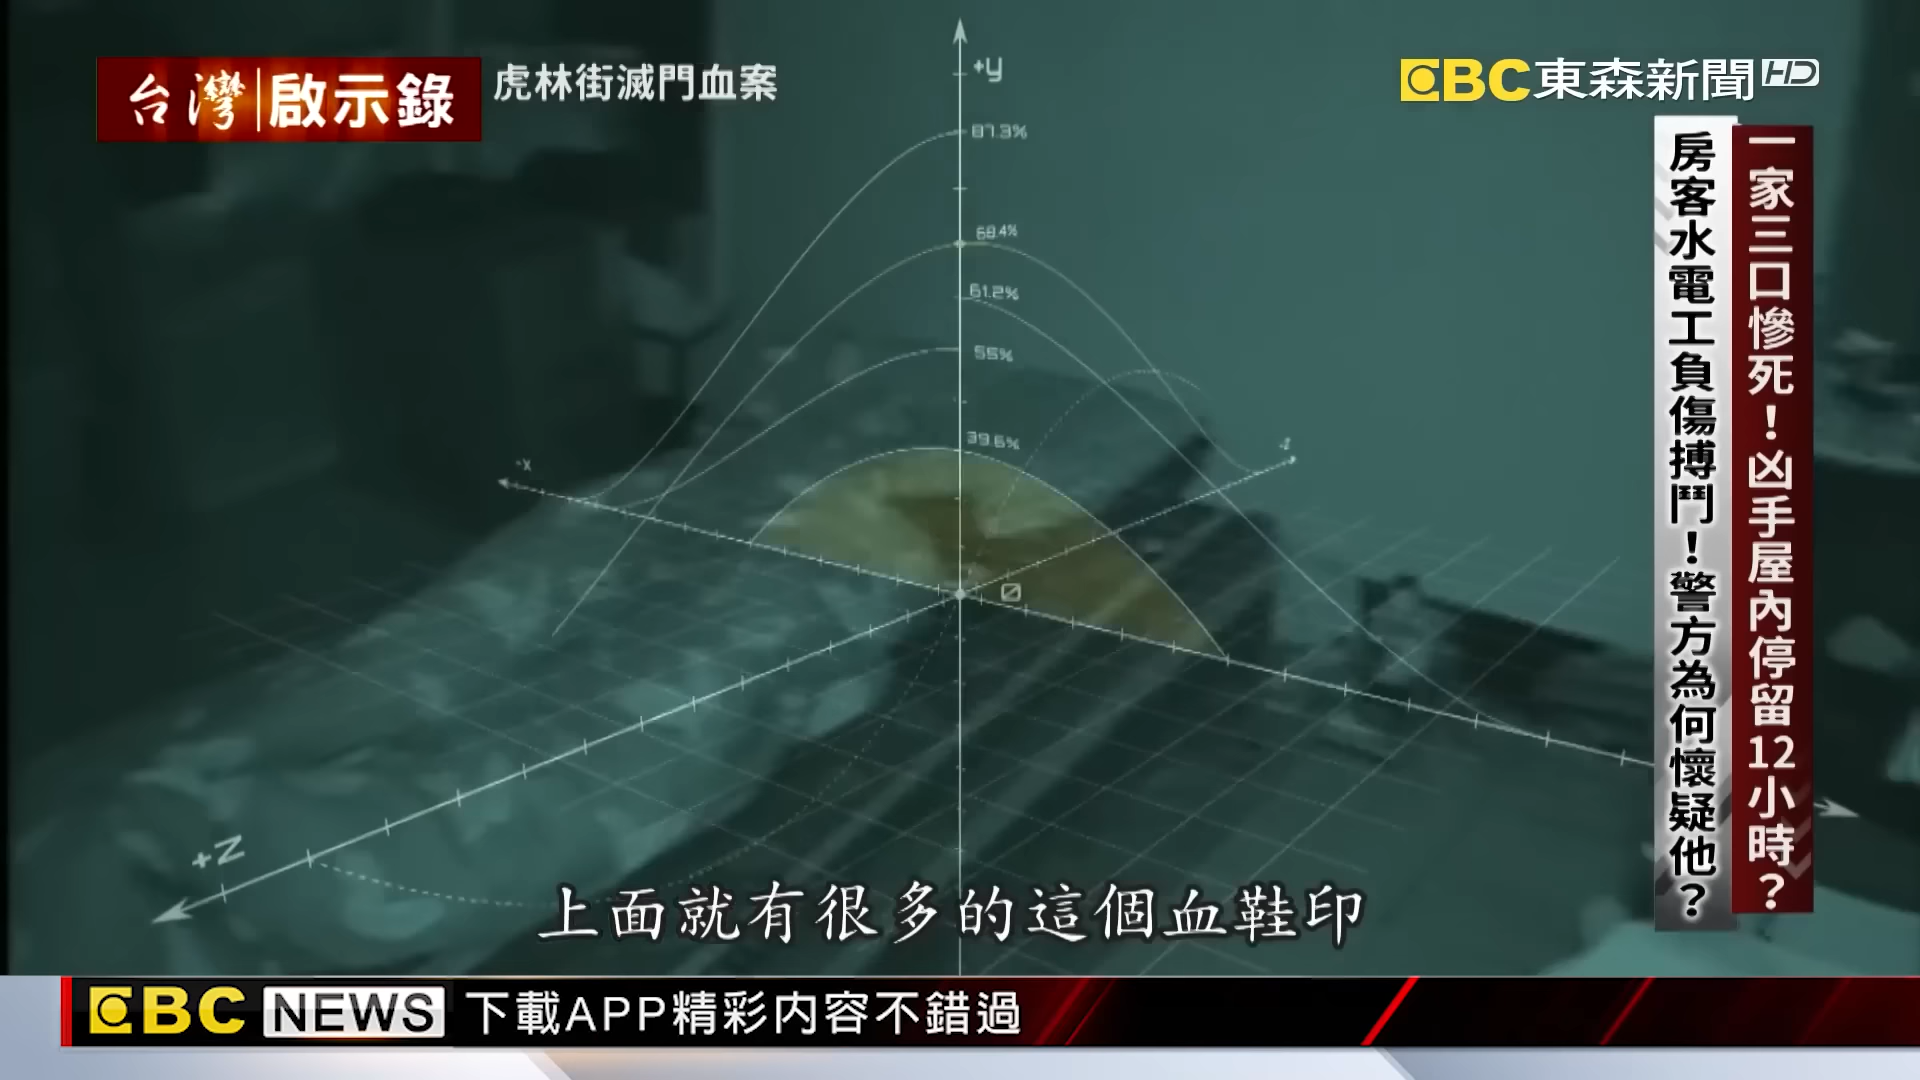 台灣啟示錄
虎林街滅門血案
EBC東森新聞HD
一家三口慘死！凶手屋內停留12小時？
房客水電工負傷搏鬥！警方為何懷疑他？
+y
87.3%
68.4%
61.2%
55%
39.6%
-x
-z
Ø
+Z
上面就有很多的這個血鞋印
EBC NEWS
下載APP精彩內容不錯過